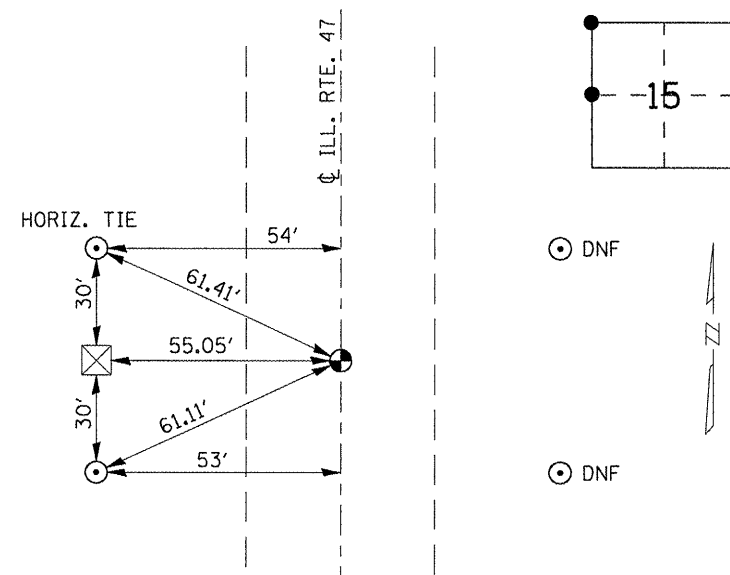 ℄ ILL. RTE. 47
15
HORIZ. TIE
54'
DNF
30'
61.41'
55.05'
N
30'
61.11'
53'
DNF